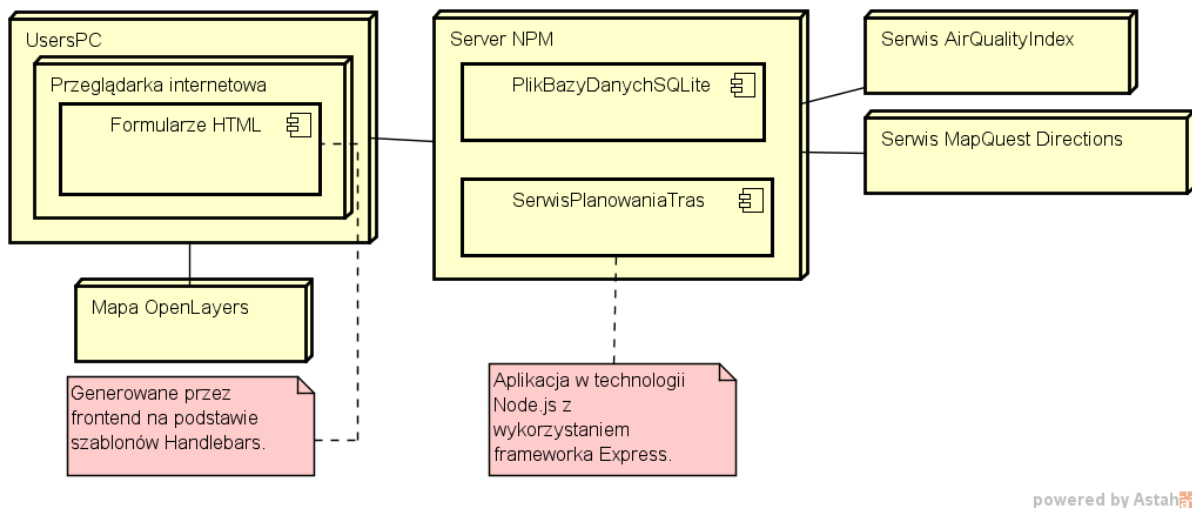 UsersPC
Przeglądarka internetowa
Formularze HTML
Mapa OpenLayers
Generowane przez
frontend na podstawie
szablonów Handlebars.
Server NPM
PlikBazyDanychSQLite
SerwisPlanowaniaTras
Aplikacja w technologii
Node.js z
wykorzystaniem
frameworka Express.
Serwis AirQualityIndex
Serwis MapQuest Directions
powered by Astah